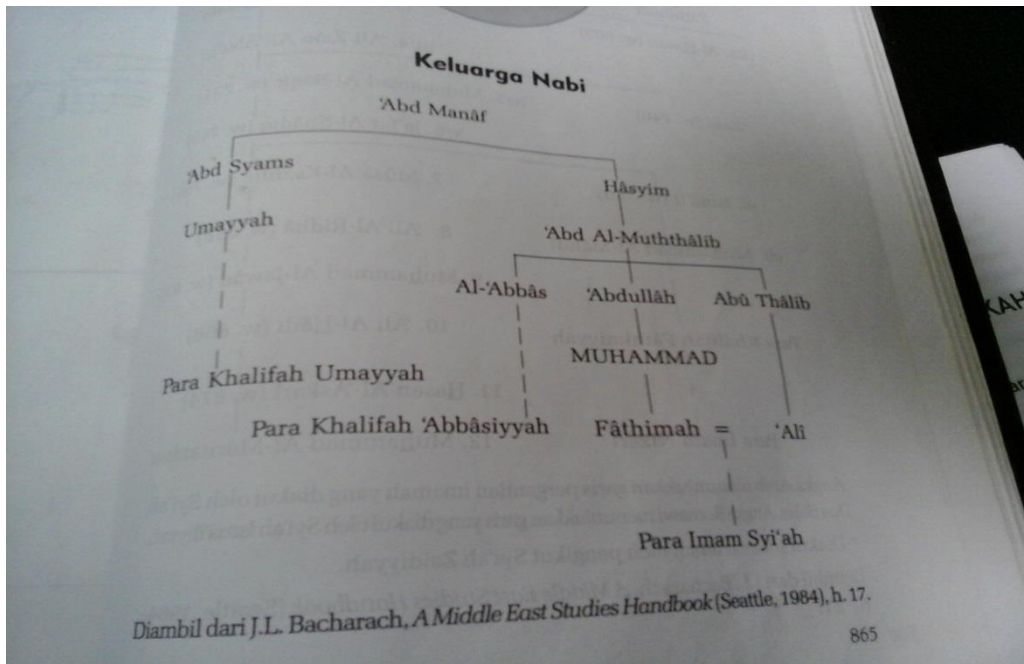 Keluarga Nabi
'Abd Manâf
Abd Syams
Hâsyim
Umayyah
'Abd Al-Muththâlib
Al-'Abbâs 'Abdullâh Abû Thâlib
MUHAMMAD
Para Khalifah Umayyah
Para Khalifah 'Abbâsiyyah Fâthimah = 'Alî
Para Imam Syi'ah
Diambil dari J.L. Bacharach, A Middle East Studies Handbook (Seattle, 1984), h. 17.
865
KAH